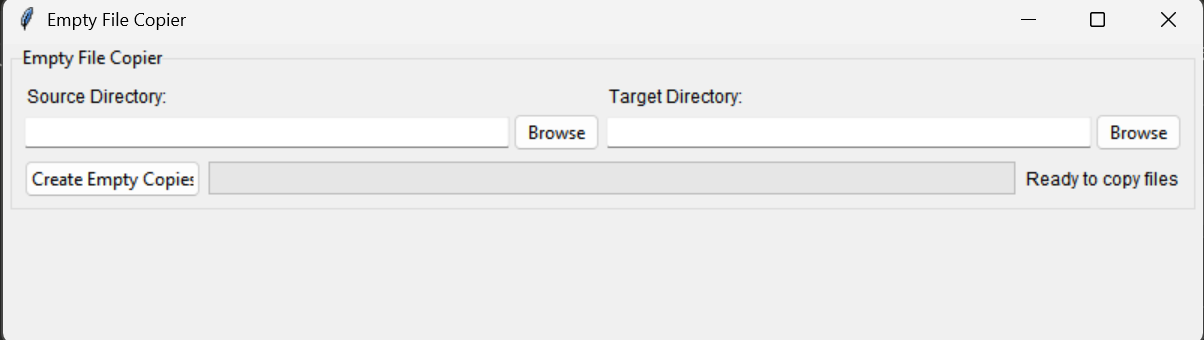 Empty File Copier
Empty File Copier
Source Directory: Target Directory:
Browse Browse
Create Empty Copies Ready to copy files